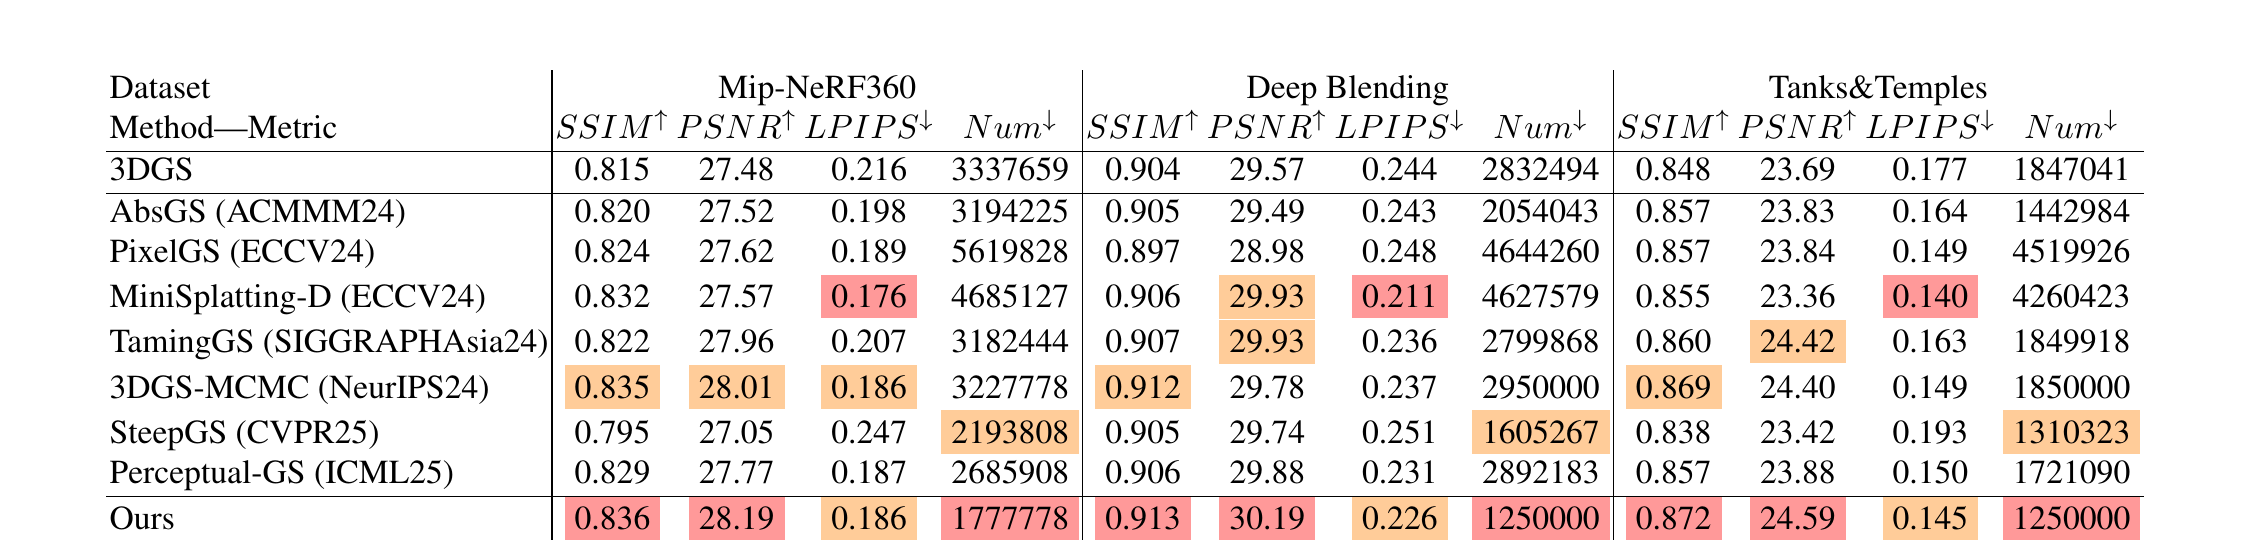 Dataset Mip-NeRF360 Deep Blending Tanks&Temples
Method—Metric SSIM↑ PSNR↑ LPIPS↓ Num↓ SSIM↑ PSNR↑ LPIPS↓ Num↓ SSIM↑ PSNR↑ LPIPS↓ Num↓
3DGS 0.815 27.48 0.216 3337659 0.904 29.57 0.244 2832494 0.848 23.69 0.177 1847041
AbsGS (ACMMM24) 0.820 27.52 0.198 3194225 0.905 29.49 0.243 2054043 0.857 23.83 0.164 1442984
PixelGS (ECCV24) 0.824 27.62 0.189 5619828 0.897 28.98 0.248 4644260 0.857 23.84 0.149 4519926
MiniSplatting-D (ECCV24) 0.832 27.57 0.176 4685127 0.906 29.93 0.211 4627579 0.855 23.36 0.140 4260423
TamingGS (SIGGRAPHAsia24) 0.822 27.96 0.207 3182444 0.907 29.93 0.236 2799868 0.860 24.42 0.163 1849918
3DGS-MCMC (NeurIPS24) 0.835 28.01 0.186 3227778 0.912 29.78 0.237 2950000 0.869 24.40 0.149 1850000
SteepGS (CVPR25) 0.795 27.05 0.247 2193808 0.905 29.74 0.251 1605267 0.838 23.42 0.193 1310323
Perceptual-GS (ICML25) 0.829 27.77 0.187 2685908 0.906 29.88 0.231 2892183 0.857 23.88 0.150 1721090
Ours 0.836 28.19 0.186 1777778 0.913 30.19 0.226 1250000 0.872 24.59 0.145 1250000